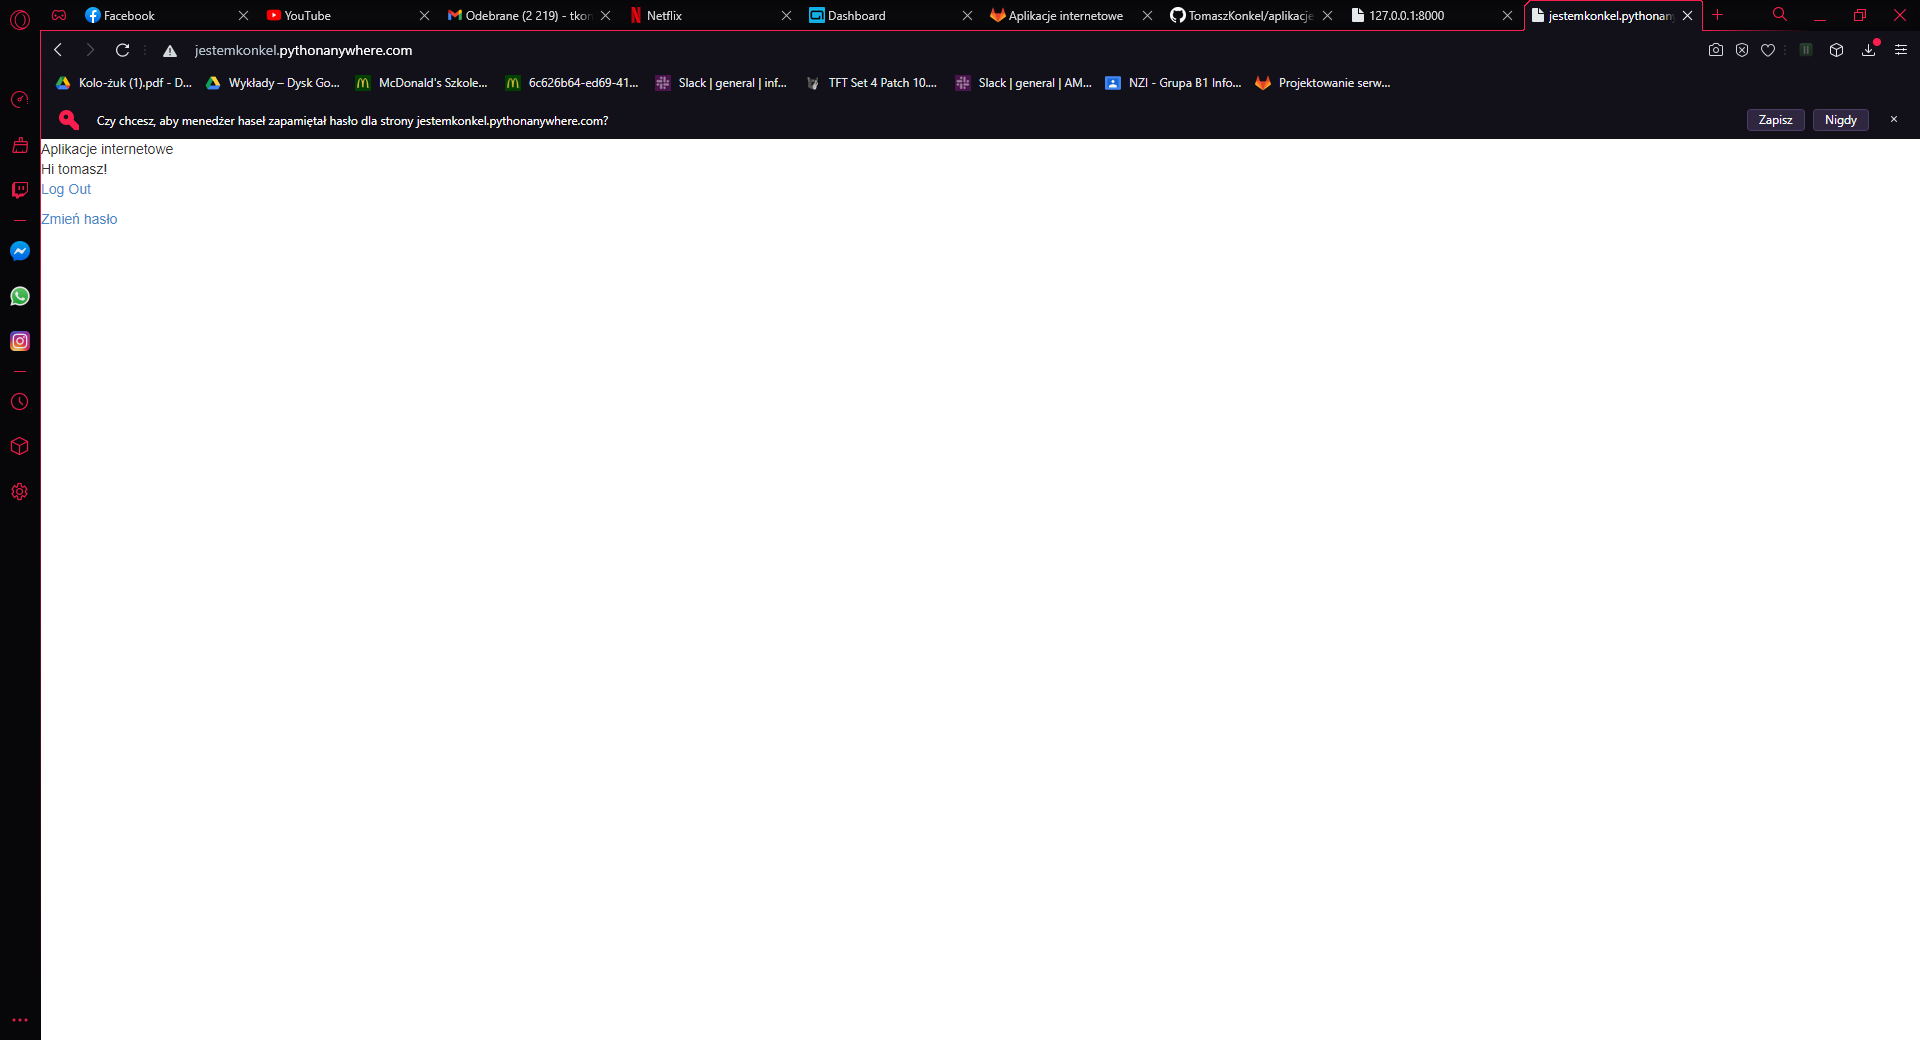 Facebook
YouTube
Odebrane (2 219) - tkon
Netflix
Dashboard
Aplikacje internetowe
TomaszKonkel/aplikacje
127.0.0.1:8000
jestemkonkel.pythonany
jestemkonkel.pythonanywhere.com
Kolo-żuk (1).pdf - D...
Wykłady – Dysk Go...
McDonald's Szkole...
6c626b64-ed69-41...
Slack | general | inf...
TFT Set 4 Patch 10....
Slack | general | AM...
NZI - Grupa B1 Info...
Projektowanie serw...
Czy chcesz, aby menedżer haseł zapamiętał hasło dla strony jestemkonkel.pythonanywhere.com?
Zapisz
Nigdy
Aplikacje internetowe
Hi tomasz!
Log Out
Zmień hasło